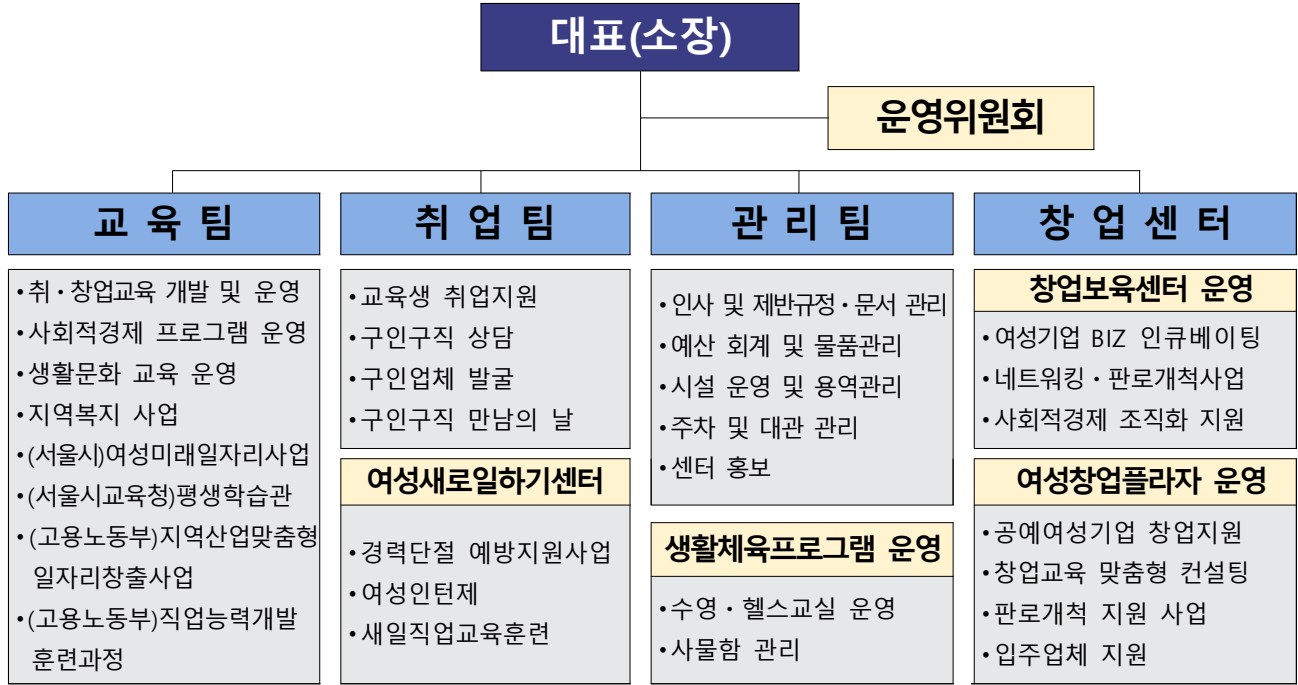 대표(소장)
운영위원회
교 육 팀
•취·창업교육 개발 및 운영
•사회적경제 프로그램 운영
•생활문화 교육 운영
•지역복지 사업
•(서울시)여성미래일자리사업
•(서울시교육청)평생학습관
•(고용노동부)지역산업맞춤형
일자리창출사업
•(고용노동부)직업능력개발
훈련과정
취 업 팀
•교육생 취업지원
•구인구직 상담
•구인업체 발굴
•구인구직 만남의 날
여성새로일하기센터
•경력단절 예방지원사업
•여성인턴제
•새일직업교육훈련
관 리 팀
•인사 및 제반규정·문서 관리
•예산 회계 및 물품관리
•시설 운영 및 용역관리
•주차 및 대관 관리
•센터 홍보
생활체육프로그램 운영
•수영·헬스교실 운영
•사물함 관리
창 업 센 터
창업보육센터 운영
•여성기업 BIZ 인큐베이팅
•네트워킹·판로개척사업
•사회적경제 조직화 지원
여성창업플라자 운영
•공예여성기업 창업지원
•창업교육 맞춤형 컨설팅
•판로개척 지원 사업
•입주업체 지원